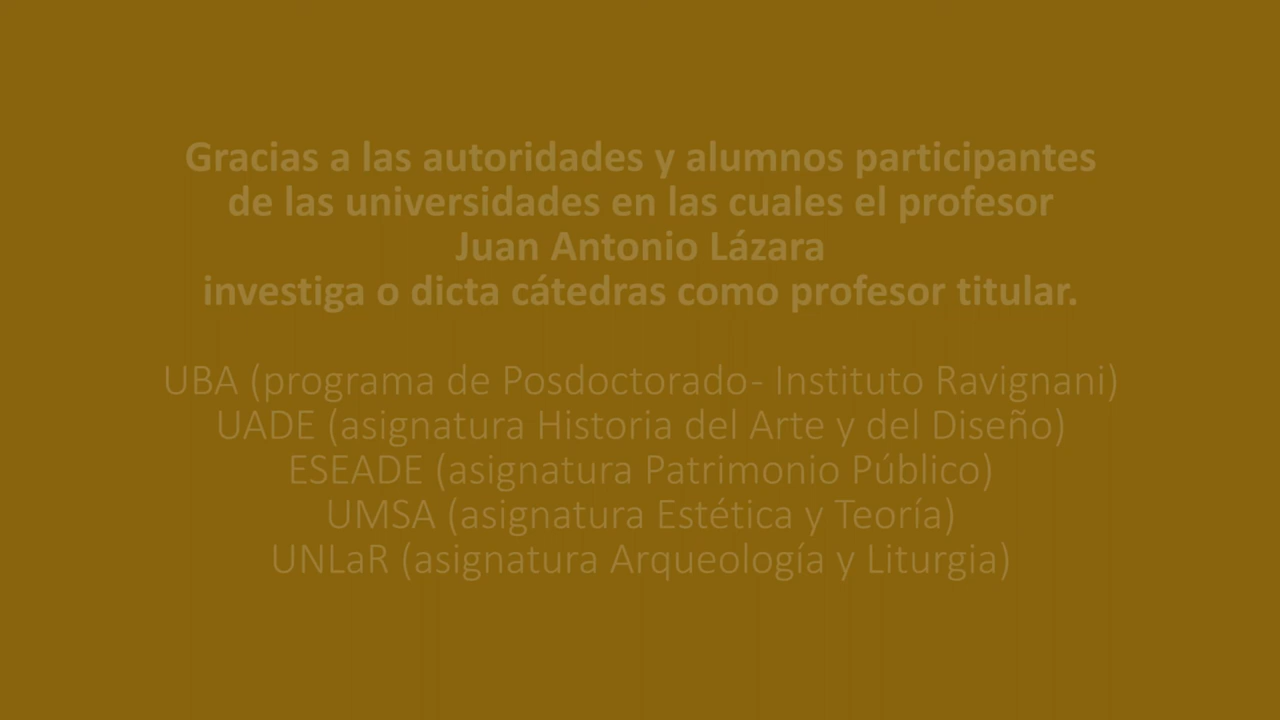 Gracias a las autoridades y alumnos participantes
de las universidades en las cuales el profesor
Juan Antonio Lázara
investiga o dicta cátedras como profesor titular.
UBA (programa de Posdoctorado- Instituto Ravignani)
UADE (asignatura Historia del Arte y del Diseño)
ESEADE (asignatura Patrimonio Público)
UMSA (asignatura Estética y Teoría)
UNLaR (asignatura Arqueología y Liturgia)